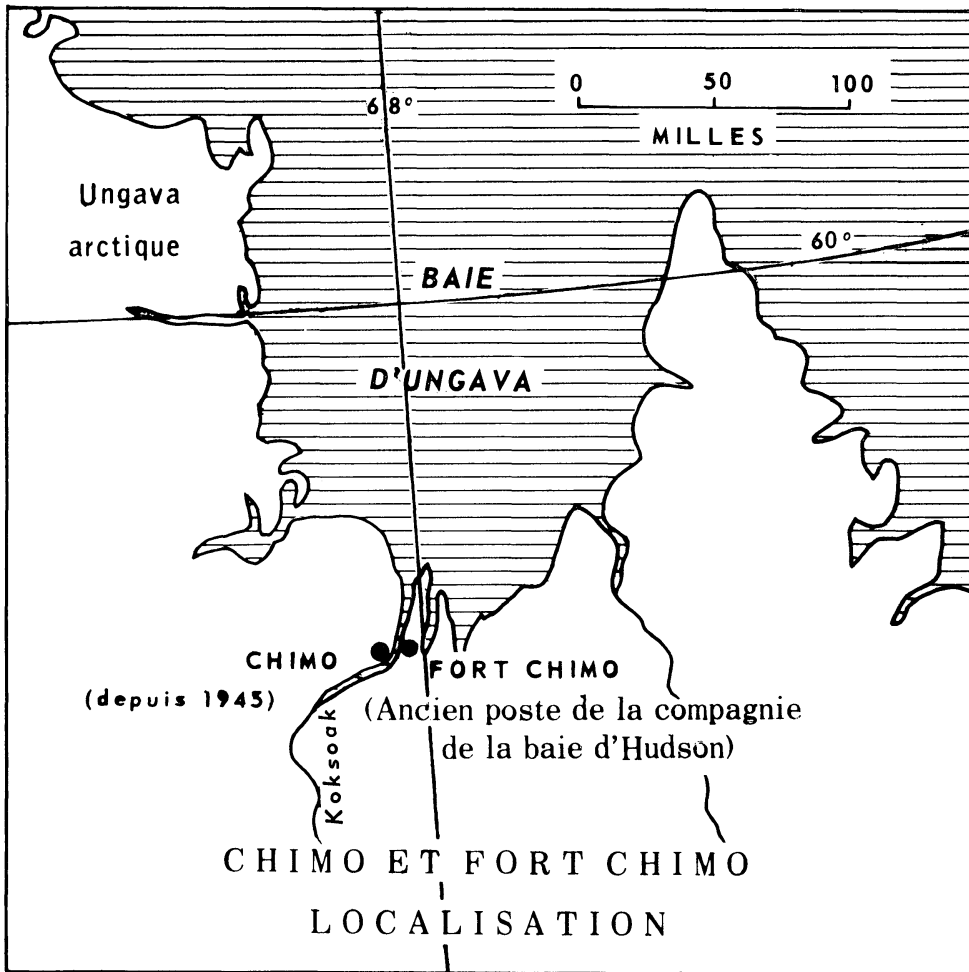 0 50 100
MILLES
68°
Ungava
arctique
60°
BAIE
D'UNGAVA
CHIMO
(depuis 1945)
FORT CHIMO
(Ancien poste de la compagnie
de la baie d'Hudson)
Koksoak
CHIMO ET FORT CHIMO
LOCALISATION